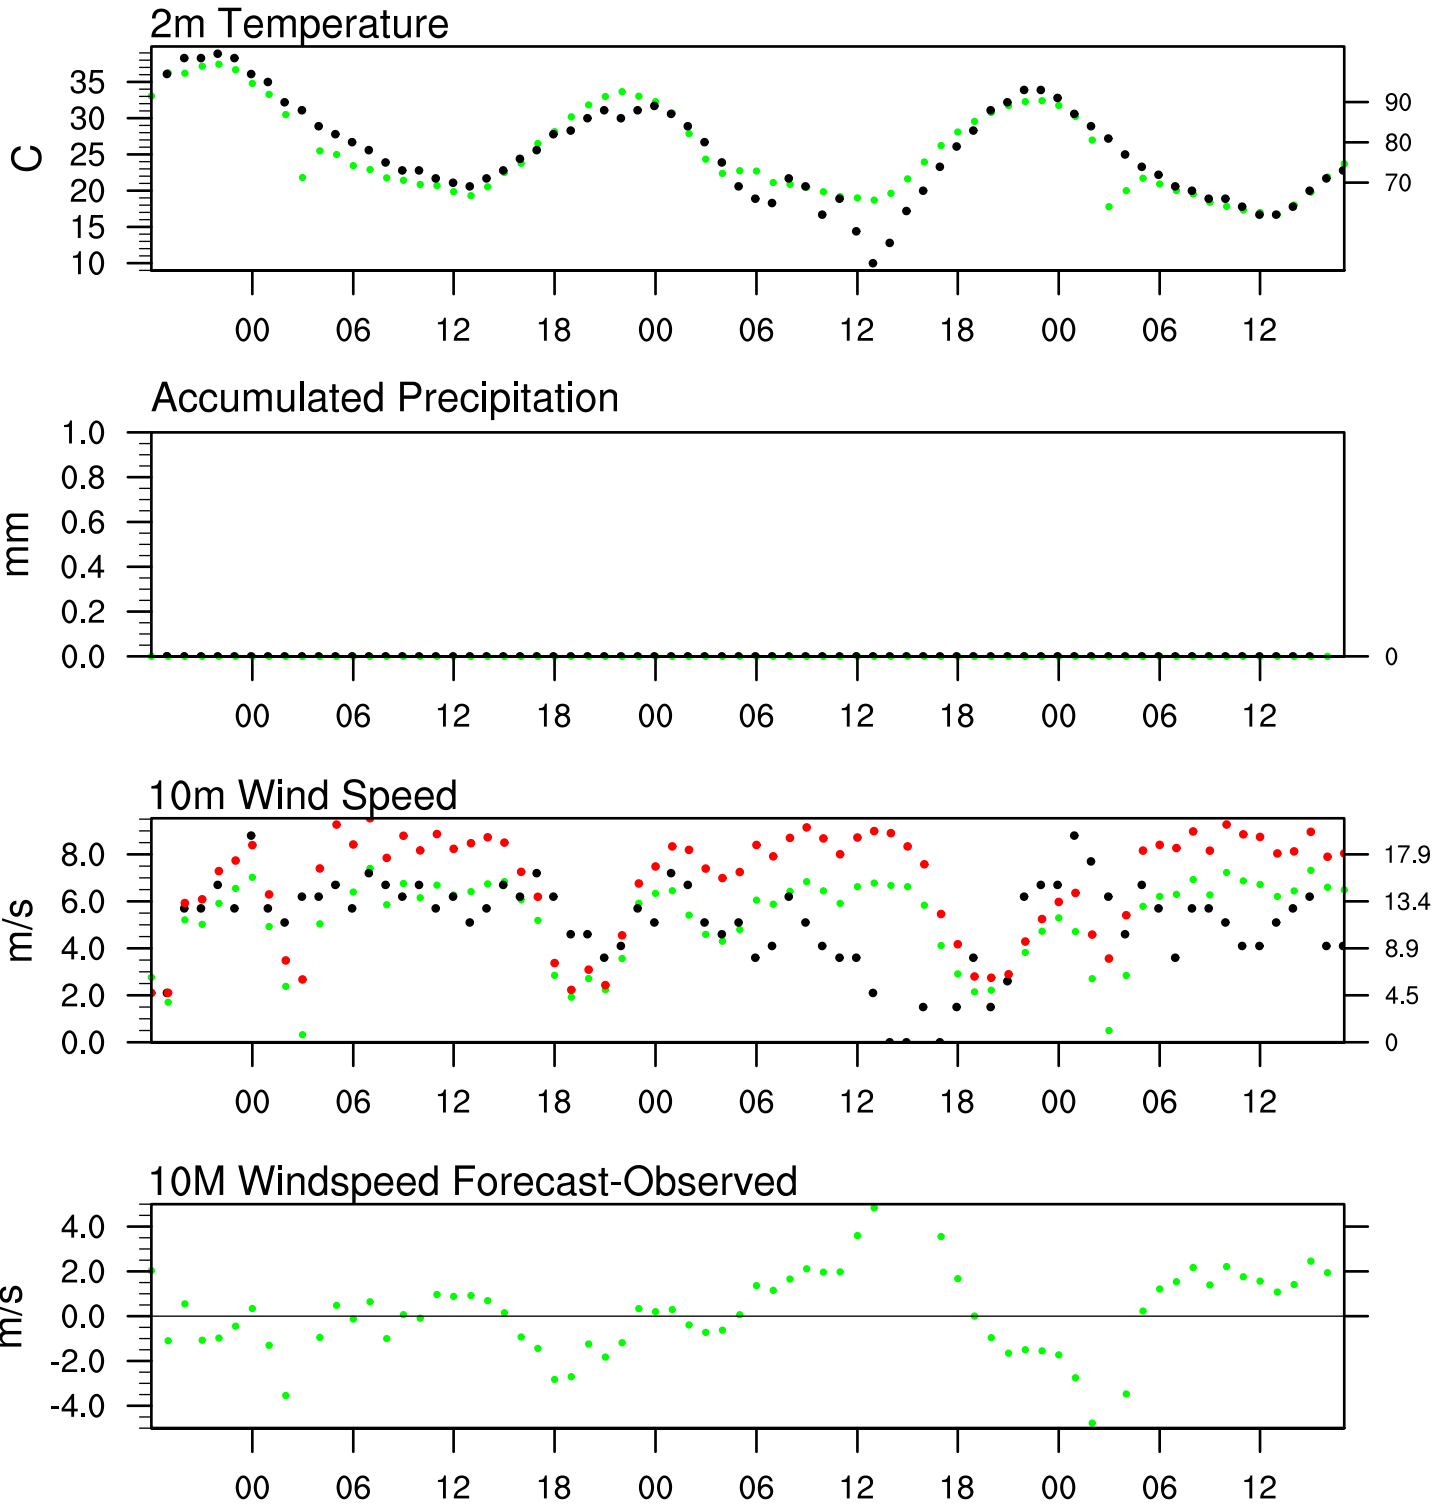 2m Temperature
C
35
30
25
20
15
10
90
80
70
00 06 12 18 00 06 12 18 00 06 12
Accumulated Precipitation
mm
1.0
0.8
0.6
0.4
0.2
0.0
0
00 06 12 18 00 06 12 18 00 06 12
10m Wind Speed
m/s
8.0
6.0
4.0
2.0
0.0
17.9
13.4
8.9
4.5
0
00 06 12 18 00 06 12 18 00 06 12
10M Windspeed Forecast-Observed
m/s
4.0
2.0
0.0
-2.0
-4.0
00 06 12 18 00 06 12 18 00 06 12